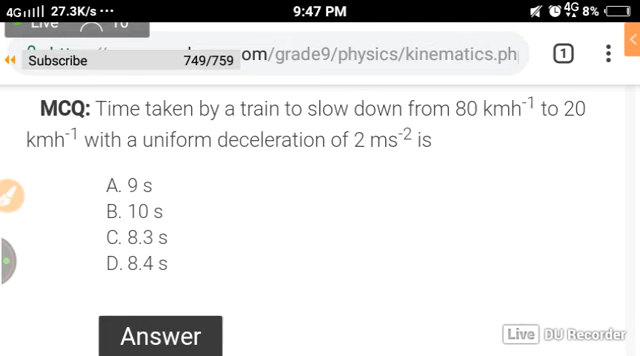 4G 27.3K/s ... 9:47 PM 4G 8%
Live 10
Subscribe 749/759 om/grade9/physics/kinematics.ph 1
MCQ: Time taken by a train to slow down from 80 kmh⁻¹ to 20
kmh⁻¹ with a uniform deceleration of 2 ms⁻² is
A. 9 s
B. 10 s
C. 8.3 s
D. 8.4 s
Answer
Live DU Recorder